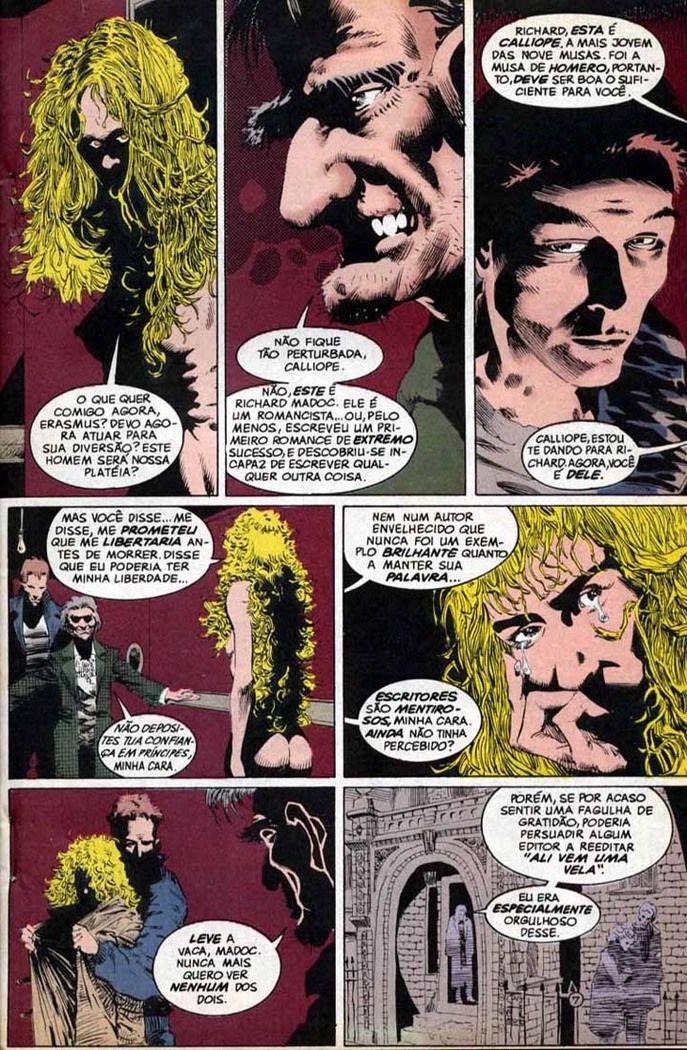 O QUE QUER
COMIGO AGORA,
ERASMUS? DEVO AGO-
RA ATUAR PARA
SUA DIVERSÃO? ESTE
HOMEM SERÁ NOSSA
PLATÉIA?
NÃO FIQUE
TÃO PERTURBADA,
CALLIOPE.
NÃO, ESTE É
RICHARD MADOC. ELE É
UM ROMANCISTA... OU, PELO
MENOS, ESCREVEU UM PRI-
MEIRO ROMANCE DE EXTREMO
SUCESSO, E DESCOBRIU-SE IN-
CAPAZ DE ESCREVER QUAL-
QUER OUTRA COISA.
RICHARD, ESTA É
CALLIOPE, A MAIS JOVEM
DAS NOVE MUSAS. FOI A
MUSA DE HOMERO, PORTAN-
TO, DEVE SER BOA O SUFI-
CIENTE PARA VOCÊ.
CALLIOPE, ESTOU
TE DANDO PARA RI-
CHARD. AGORA, VOCÊ
É DELE.
MAS VOCÊ DISSE... ME
DISSE, ME PROMETEU
QUE ME LIBERTARIA AN-
TES DE MORRER. DISSE
QUE EU PODERIA TER
MINHA LIBERDADE...
NÃO DEPOSI-
TES TUA CONFIAN-
ÇA EM PRÍNCIPES,
MINHA CARA.
NEM NUM AUTOR
ENVELHECIDO QUE
NUNCA FOI UM EXEM-
PLO BRILHANTE QUANTO
A MANTER SUA
PALAVRA...
ESCRITORES
SÃO MENTIRO-
SOS, MINHA CARA.
AINDA NÃO TINHA
PERCEBIDO?
LEVE A
VACA, MADOC.
NUNCA MAIS
QUERO VER
NENHUM DOS
DOIS.
PORÉM, SE POR ACASO
SENTIR UMA FAGULHA DE
GRATIDÃO, PODERIA
PERSUADIR ALGUM
EDITOR A REEDITAR
"ALI VEM UMA
VELA".
EU ERA
ESPECIALMENTE
ORGULHOSO
DESSE.
7